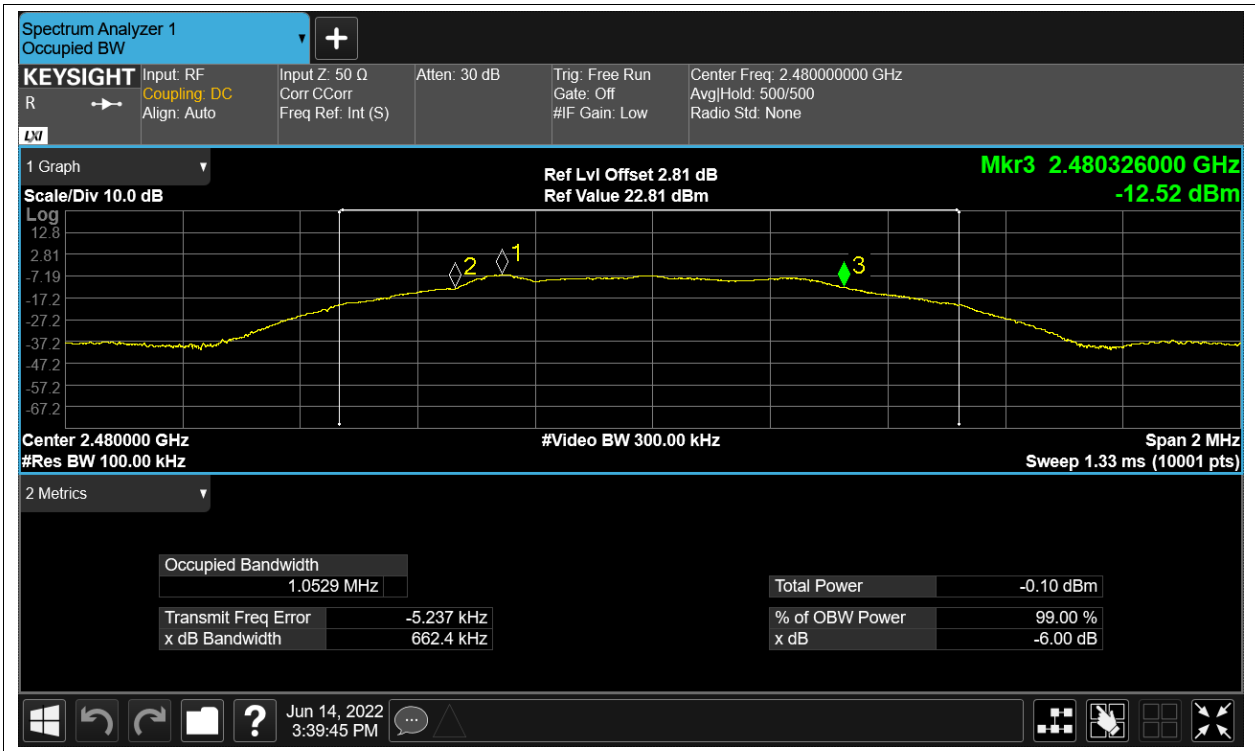 Spectrum Analyzer 1
Occupied BW
KEYSIGHT
R
LXI
Input: RF
Coupling: DC
Align: Auto
Input Z: 50 Ω
Corr CCorr
Freq Ref: Int (S)
Atten: 30 dB
Trig: Free Run
Gate: Off
#IF Gain: Low
Center Freq: 2.480000000 GHz
Avg|Hold: 500/500
Radio Std: None
1 Graph
Scale/Div 10.0 dB
Ref Lvl Offset 2.81 dB
Ref Value 22.81 dBm
Mkr3 2.480326000 GHz
-12.52 dBm
Log
12.8
2.81
-7.19
-17.2
-27.2
-37.2
-47.2
-57.2
-67.2
2
1
3
Center 2.480000 GHz
#Res BW 100.00 kHz
#Video BW 300.00 kHz
Span 2 MHz
Sweep 1.33 ms (10001 pts)
2 Metrics
Occupied Bandwidth
1.0529 MHz
Transmit Freq Error -5.237 kHz
x dB Bandwidth 662.4 kHz
Total Power -0.10 dBm
% of OBW Power 99.00 %
x dB -6.00 dB
?
Jun 14, 2022
3:39:45 PM